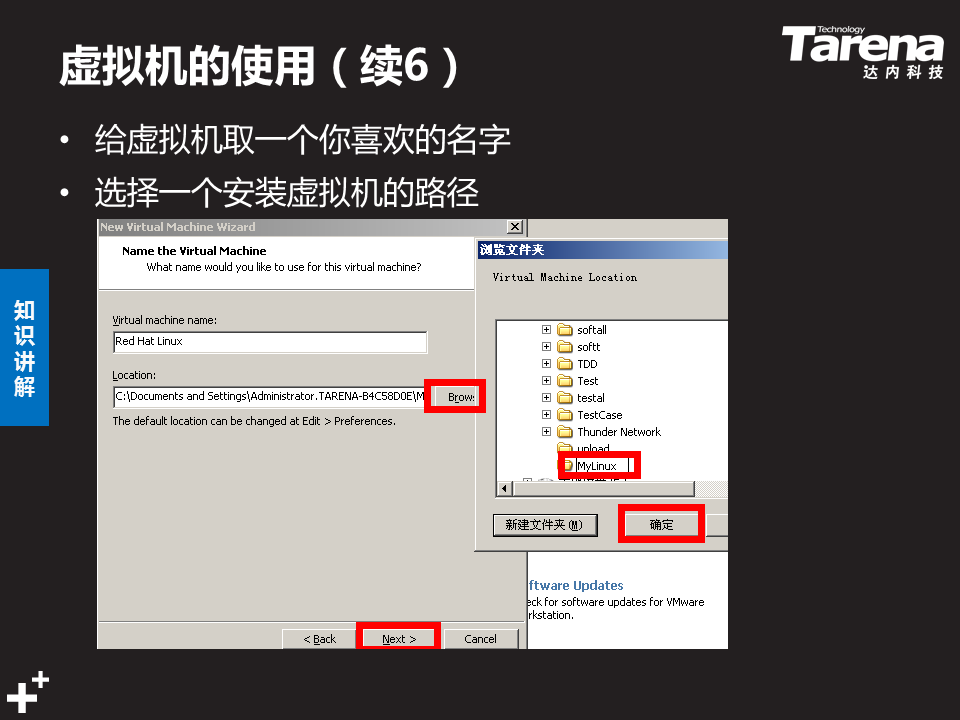 虚拟机的使用（续6）
Technology
Tarena
达内科技
• 给虚拟机取一个你喜欢的名字
• 选择一个安装虚拟机的路径
知识讲解
New Virtual Machine Wizard
Name the Virtual Machine
What name would you like to use for this virtual machine?
Virtual machine name:
Red Hat Linux
Location:
C:\Documents and Settings\Administrator.TARENA-B4C58D0E\M
Brows
The default location can be changed at Edit > Preferences.
浏览文件夹
Virtual Machine Location
softall
softt
TDD
Test
testal
TestCase
Thunder Network
upload
MyLinux
新建文件夹(M)
确定
ftware Updates
eck for software updates for VMware
rkstation.
< Back
Next >
Cancel